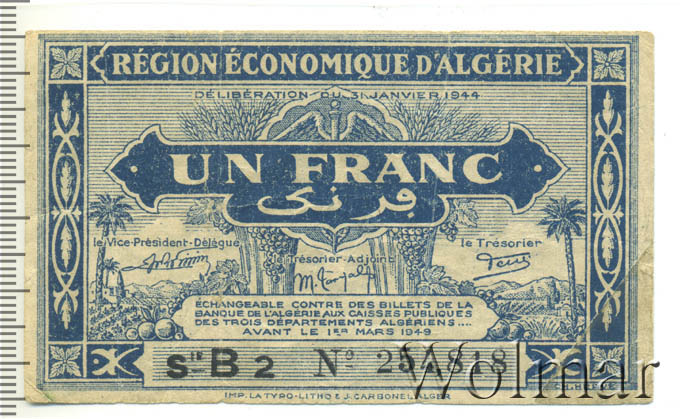 RÉGION ÉCONOMIQUE D'ALGÉRIE
DÉLIBÉRATION DU 31 JANVIER 1944
UN FRANC
فرنك
le Vice-Président-Délégué
le Trésorier-Adjoint
le Trésorier
ÉCHANGEABLE CONTRE DES BILLETS DE LA
BANQUE DE L'ALGÉRIE AUX CAISSES PUBLIQUES
DES TROIS DÉPARTEMENTS ALGÉRIENS ....
AVANT LE 1ER MARS 1949
Sie B 2 No 254818
IMP. LA TYPO-LITHO & J. CARBONEL ALGER
Wolmar